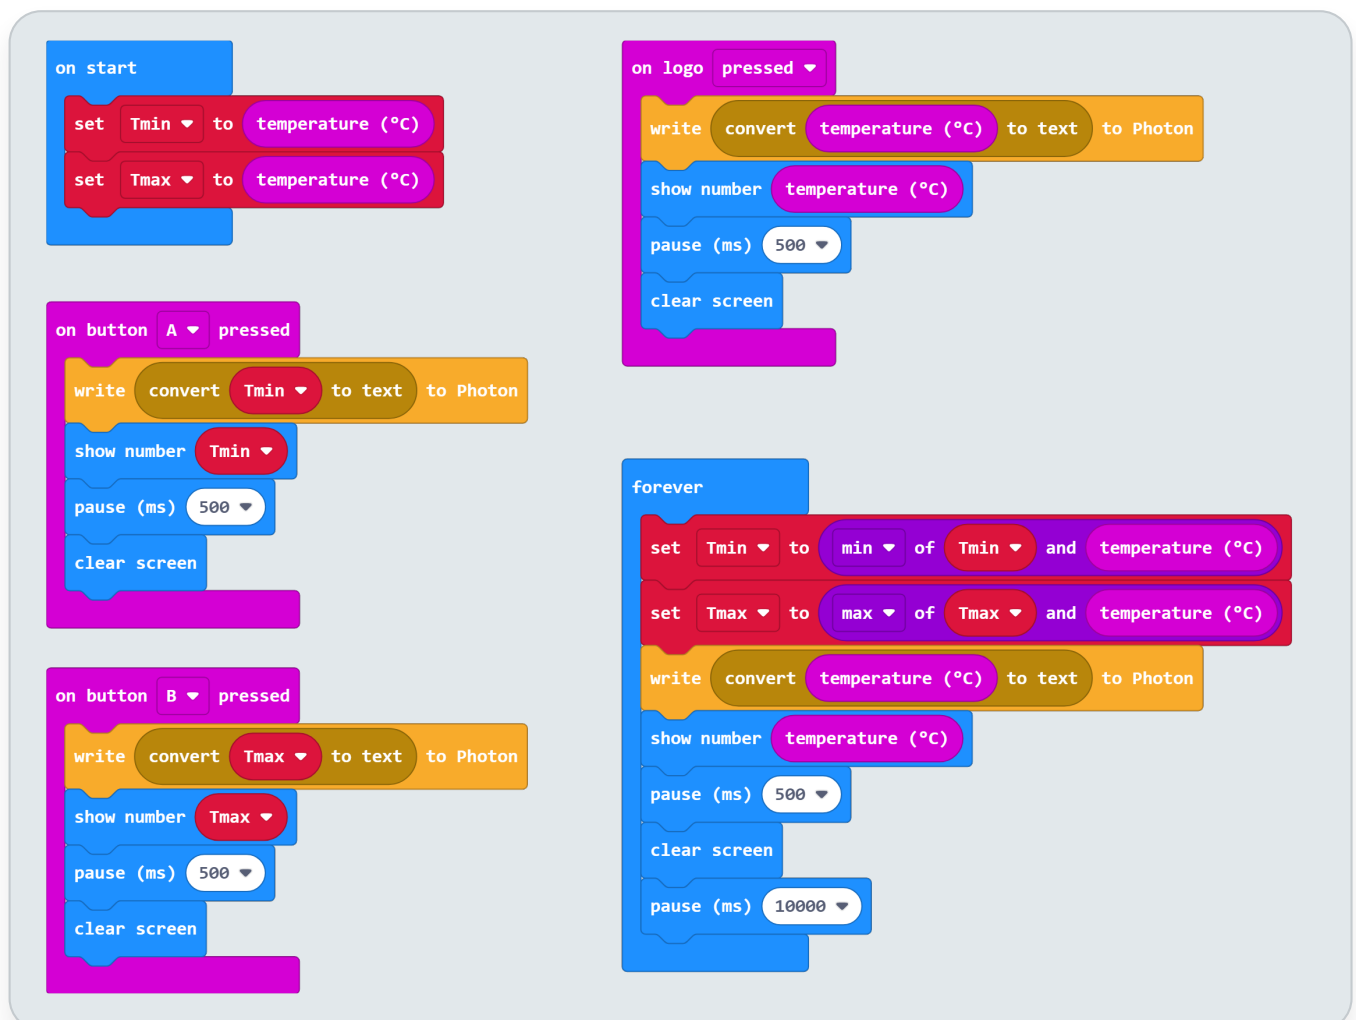 on start
set Tmin to temperature (°C)
set Tmax to temperature (°C)
on button A pressed
write convert Tmin to text to Photon
show number Tmin
pause (ms) 500
clear screen
on button B pressed
write convert Tmax to text to Photon
show number Tmax
pause (ms) 500
clear screen
on logo pressed
write convert temperature (°C) to text to Photon
show number temperature (°C)
pause (ms) 500
clear screen
forever
set Tmin to min of Tmin and temperature (°C)
set Tmax to max of Tmax and temperature (°C)
write convert temperature (°C) to text to Photon
show number temperature (°C)
pause (ms) 500
clear screen
pause (ms) 10000